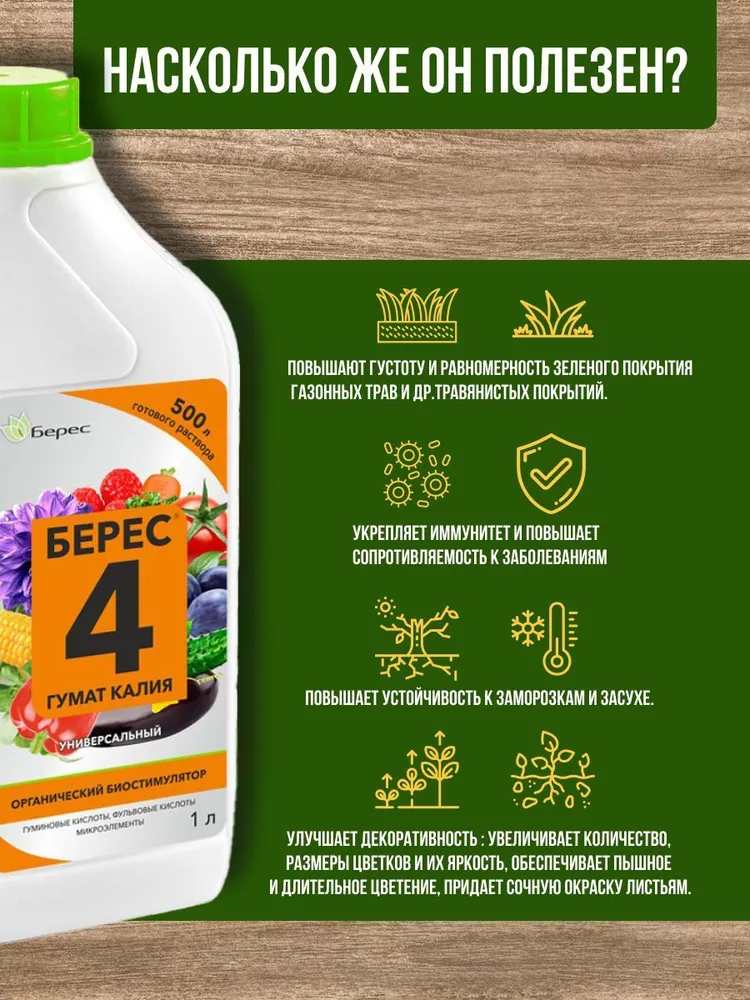 НАСКОЛЬКО ЖЕ ОН ПОЛЕЗЕН?
ПОВЫШАЮТ ГУСТОТУ И РАВНОМЕРНОСТЬ ЗЕЛЕНОГО ПОКРЫТИЯ
ГАЗОННЫХ ТРАВ И ДР.ТРАВЯНИСТЫХ ПОКРЫТИЙ.
УКРЕПЛЯЕТ ИММУНИТЕТ И ПОВЫШАЕТ
СОПРОТИВЛЯЕМОСТЬ К ЗАБОЛЕВАНИЯМ
ПОВЫШАЕТ УСТОЙЧИВОСТЬ К ЗАМОРОЗКАМ И ЗАСУХЕ.
УЛУЧШАЕТ ДЕКОРАТИВНОСТЬ : УВЕЛИЧИВАЕТ КОЛИЧЕСТВО,
РАЗМЕРЫ ЦВЕТКОВ И ИХ ЯРКОСТЬ, ОБЕСПЕЧИВАЕТ ПЫШНОЕ
И ДЛИТЕЛЬНОЕ ЦВЕТЕНИЕ, ПРИДАЕТ СОЧНУЮ ОКРАСКУ ЛИСТЬЯМ.
500 л
готового раствора
Берес
БЕРЕС
4
ГУМАТ КАЛИЯ
УНИВЕРСАЛЬНЫЙ
ОРГАНИЧЕСКИЙ БИОСТИМУЛЯТОР
ГУМИНОВЫЕ КИСЛОТЫ, ФУЛЬВОВЫЕ КИСЛОТЫ
МИКРОЭЛЕМЕНТЫ
1 л